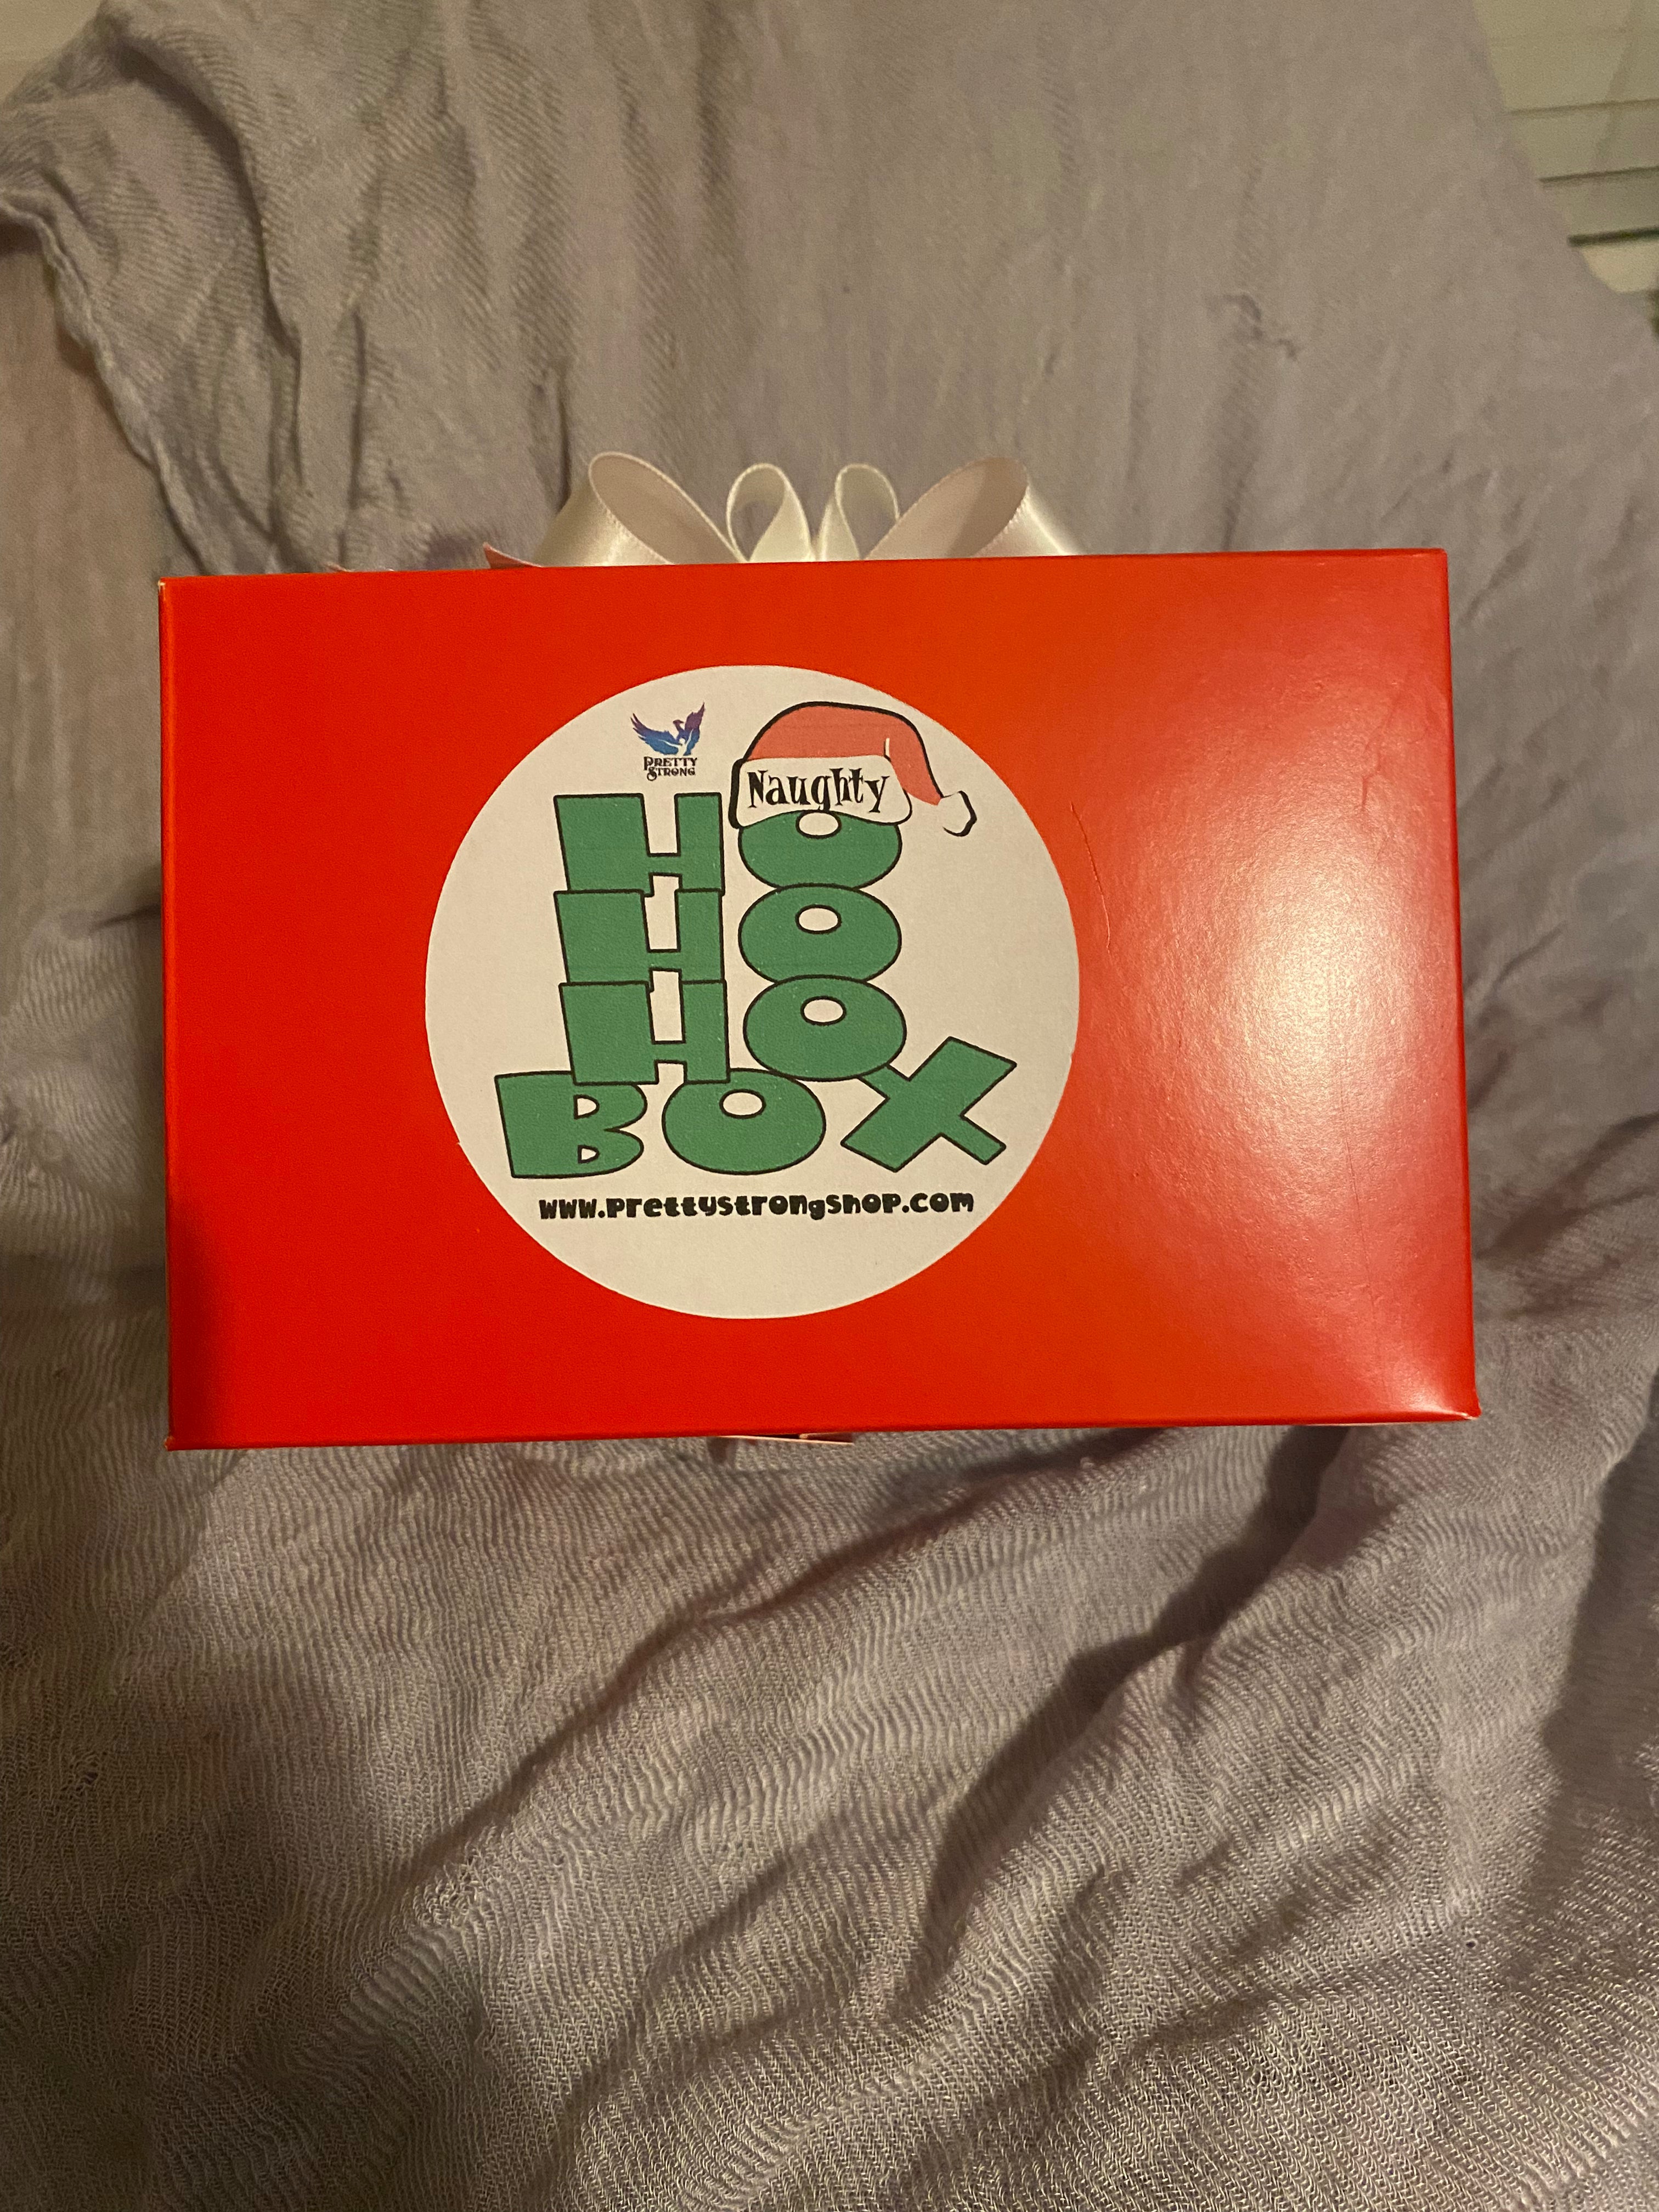 PRETTY
STRONG
Naughty
HO
HO
HO
BOX
www.prettystrongshop.com